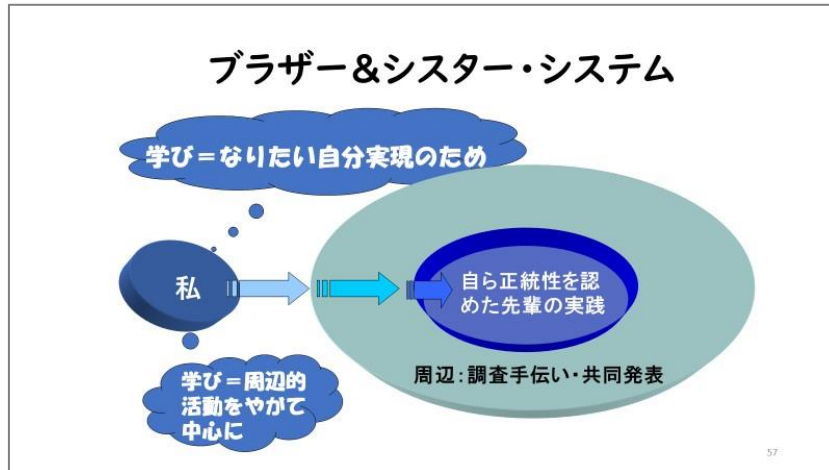 ブラザー＆シスター・システム
学び＝なりたい自分実現のため
私
自ら正統性を認
めた先輩の実践
周辺：調査手伝い・共同発表
学び＝周辺的
活動をやがて
中心に
57